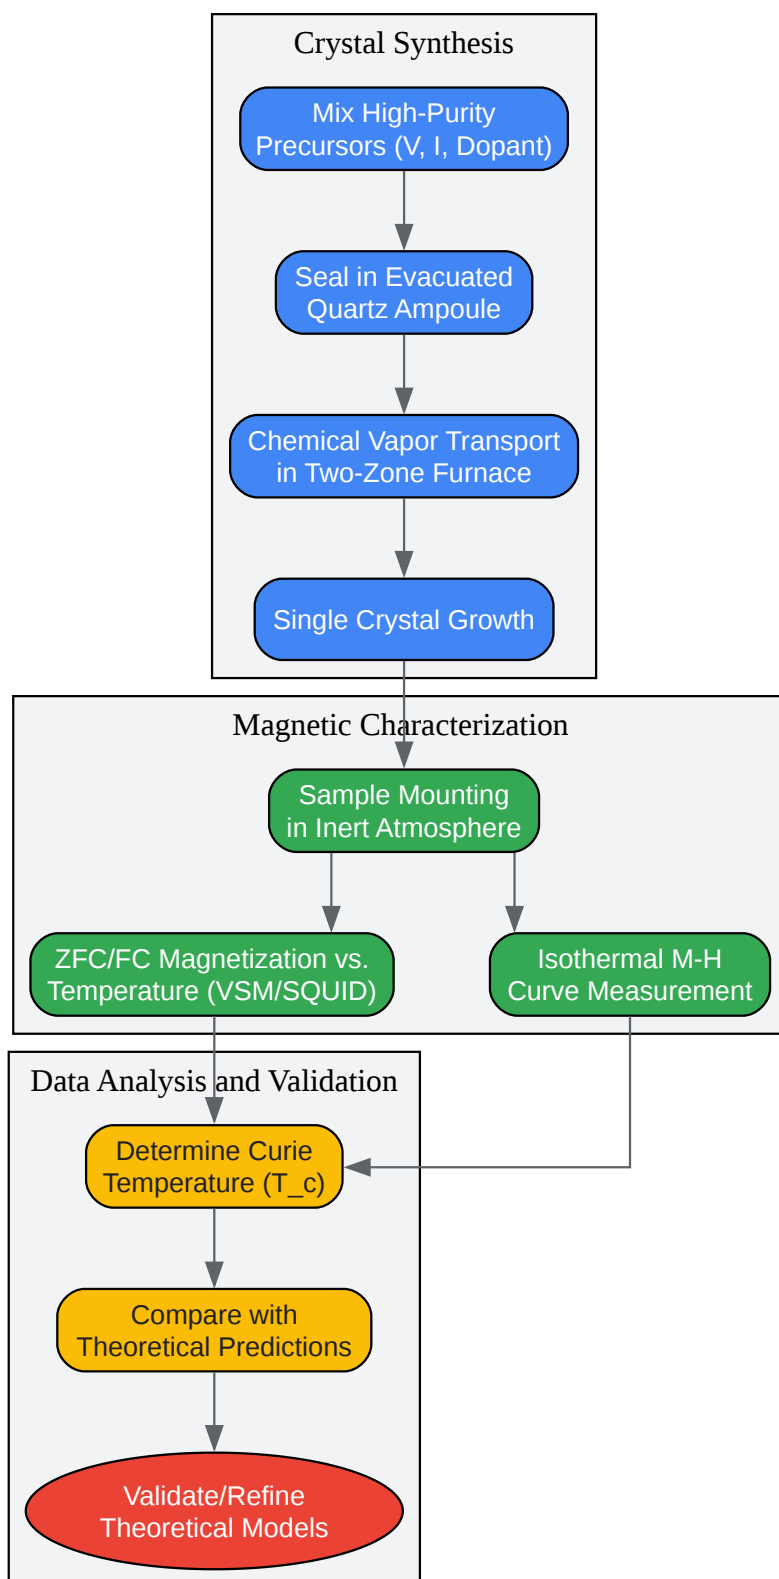 Crystal Synthesis
Mix High-Purity
Precursors (V, I, Dopant)
Seal in Evacuated
Quartz Ampoule
Chemical Vapor Transport
in Two-Zone Furnace
Single Crystal Growth
Magnetic Characterization
Sample Mounting
in Inert Atmosphere
ZFC/FC Magnetization vs.
Temperature (VSM/SQUID)
Isothermal M-H
Curve Measurement
Data Analysis and Validation
Determine Curie
Temperature (T_c)
Compare with
Theoretical Predictions
Validate/Refine
Theoretical Models